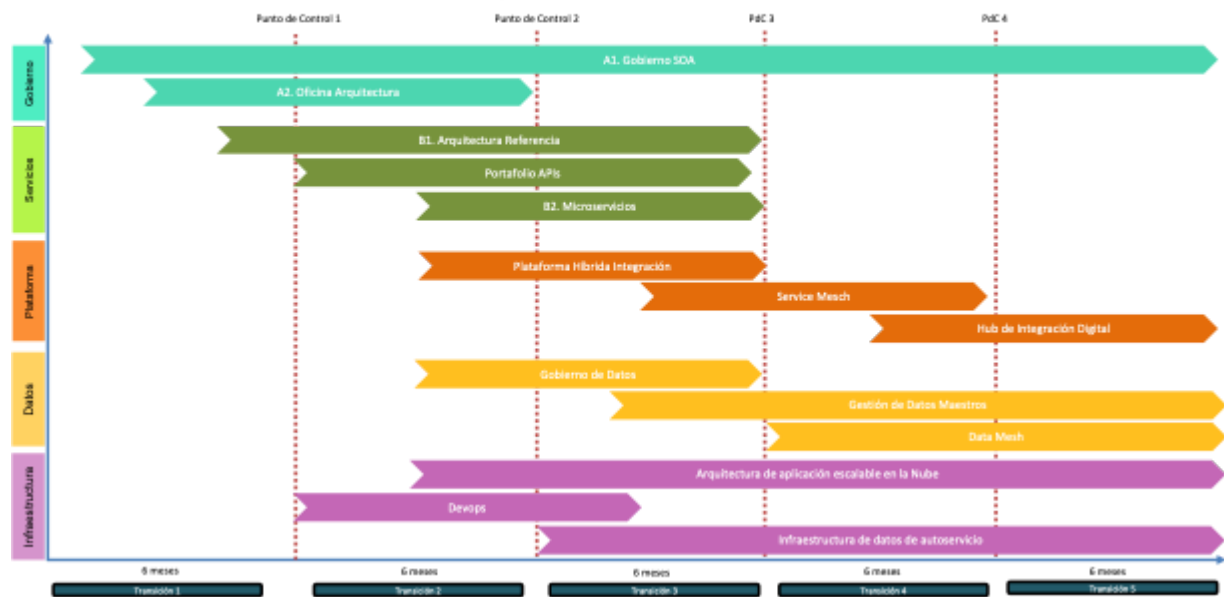 Punto de Control 1
Punto de Control 2
PdC 3
PdC 4
Gobierno
A1. Gobierno SOA
A2. Oficina Arquitectura
Servicios
B1. Arquitectura Referencia
Portafolio APIs
B2. Microservicios
Plataforma
Plataforma Híbrida Integración
Service Mesch
Hub de Integración Digital
Datos
Gobierno de Datos
Gestión de Datos Maestros
Data Mesh
Infraestructura
Arquitectura de aplicación escalable en la Nube
Devops
Infraestructura de datos de autoservicio
6 meses
6 meses
6 meses
6 meses
6 meses
Transición 1
Transición 2
Transición 3
Transición 4
Transición 5